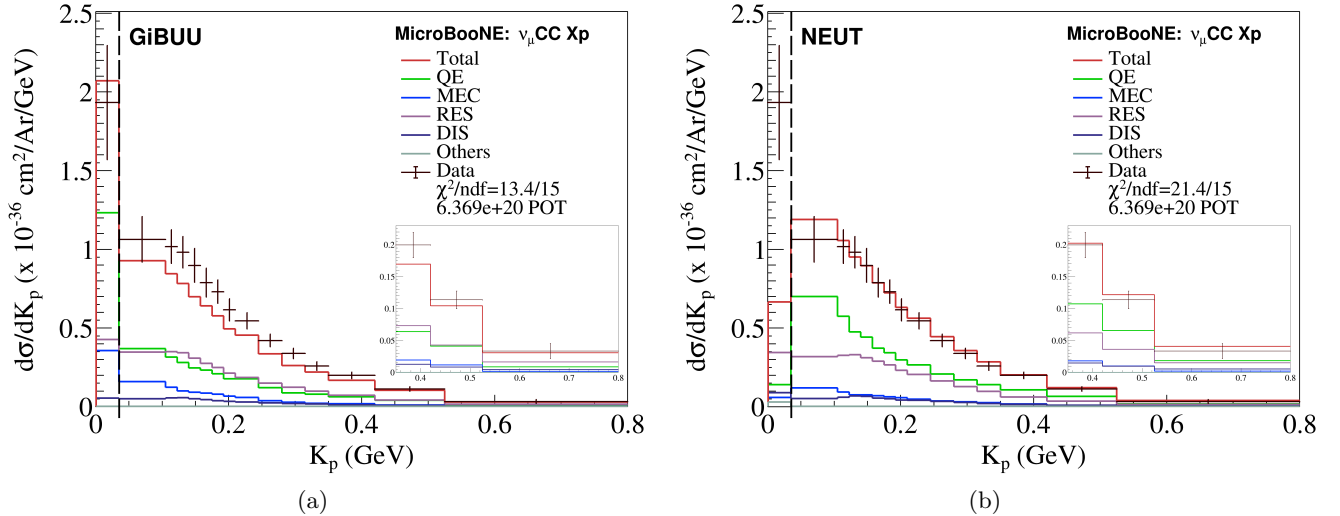 GiBUU
MicroBooNE: νμCC Xp
Total
QE
MEC
RES
DIS
Others
Data
χ²/ndf=13.4/15
6.369e+20 POT
dσ/dKp (x 10⁻³⁶ cm²/Ar/GeV)
2.5
2
1.5
1
0.5
0
0 0.2 0.4 0.6 0.8
Kp (GeV)
0.2
0.15
0.1
0.05
0
0.4 0.5 0.6 0.7 0.8
(a)
NEUT
MicroBooNE: νμCC Xp
Total
QE
MEC
RES
DIS
Others
Data
χ²/ndf=21.4/15
6.369e+20 POT
dσ/dKp (x 10⁻³⁶ cm²/Ar/GeV)
2.5
2
1.5
1
0.5
0
0 0.2 0.4 0.6 0.8
Kp (GeV)
0.2
0.15
0.1
0.05
0
0.4 0.5 0.6 0.7 0.8
(b)